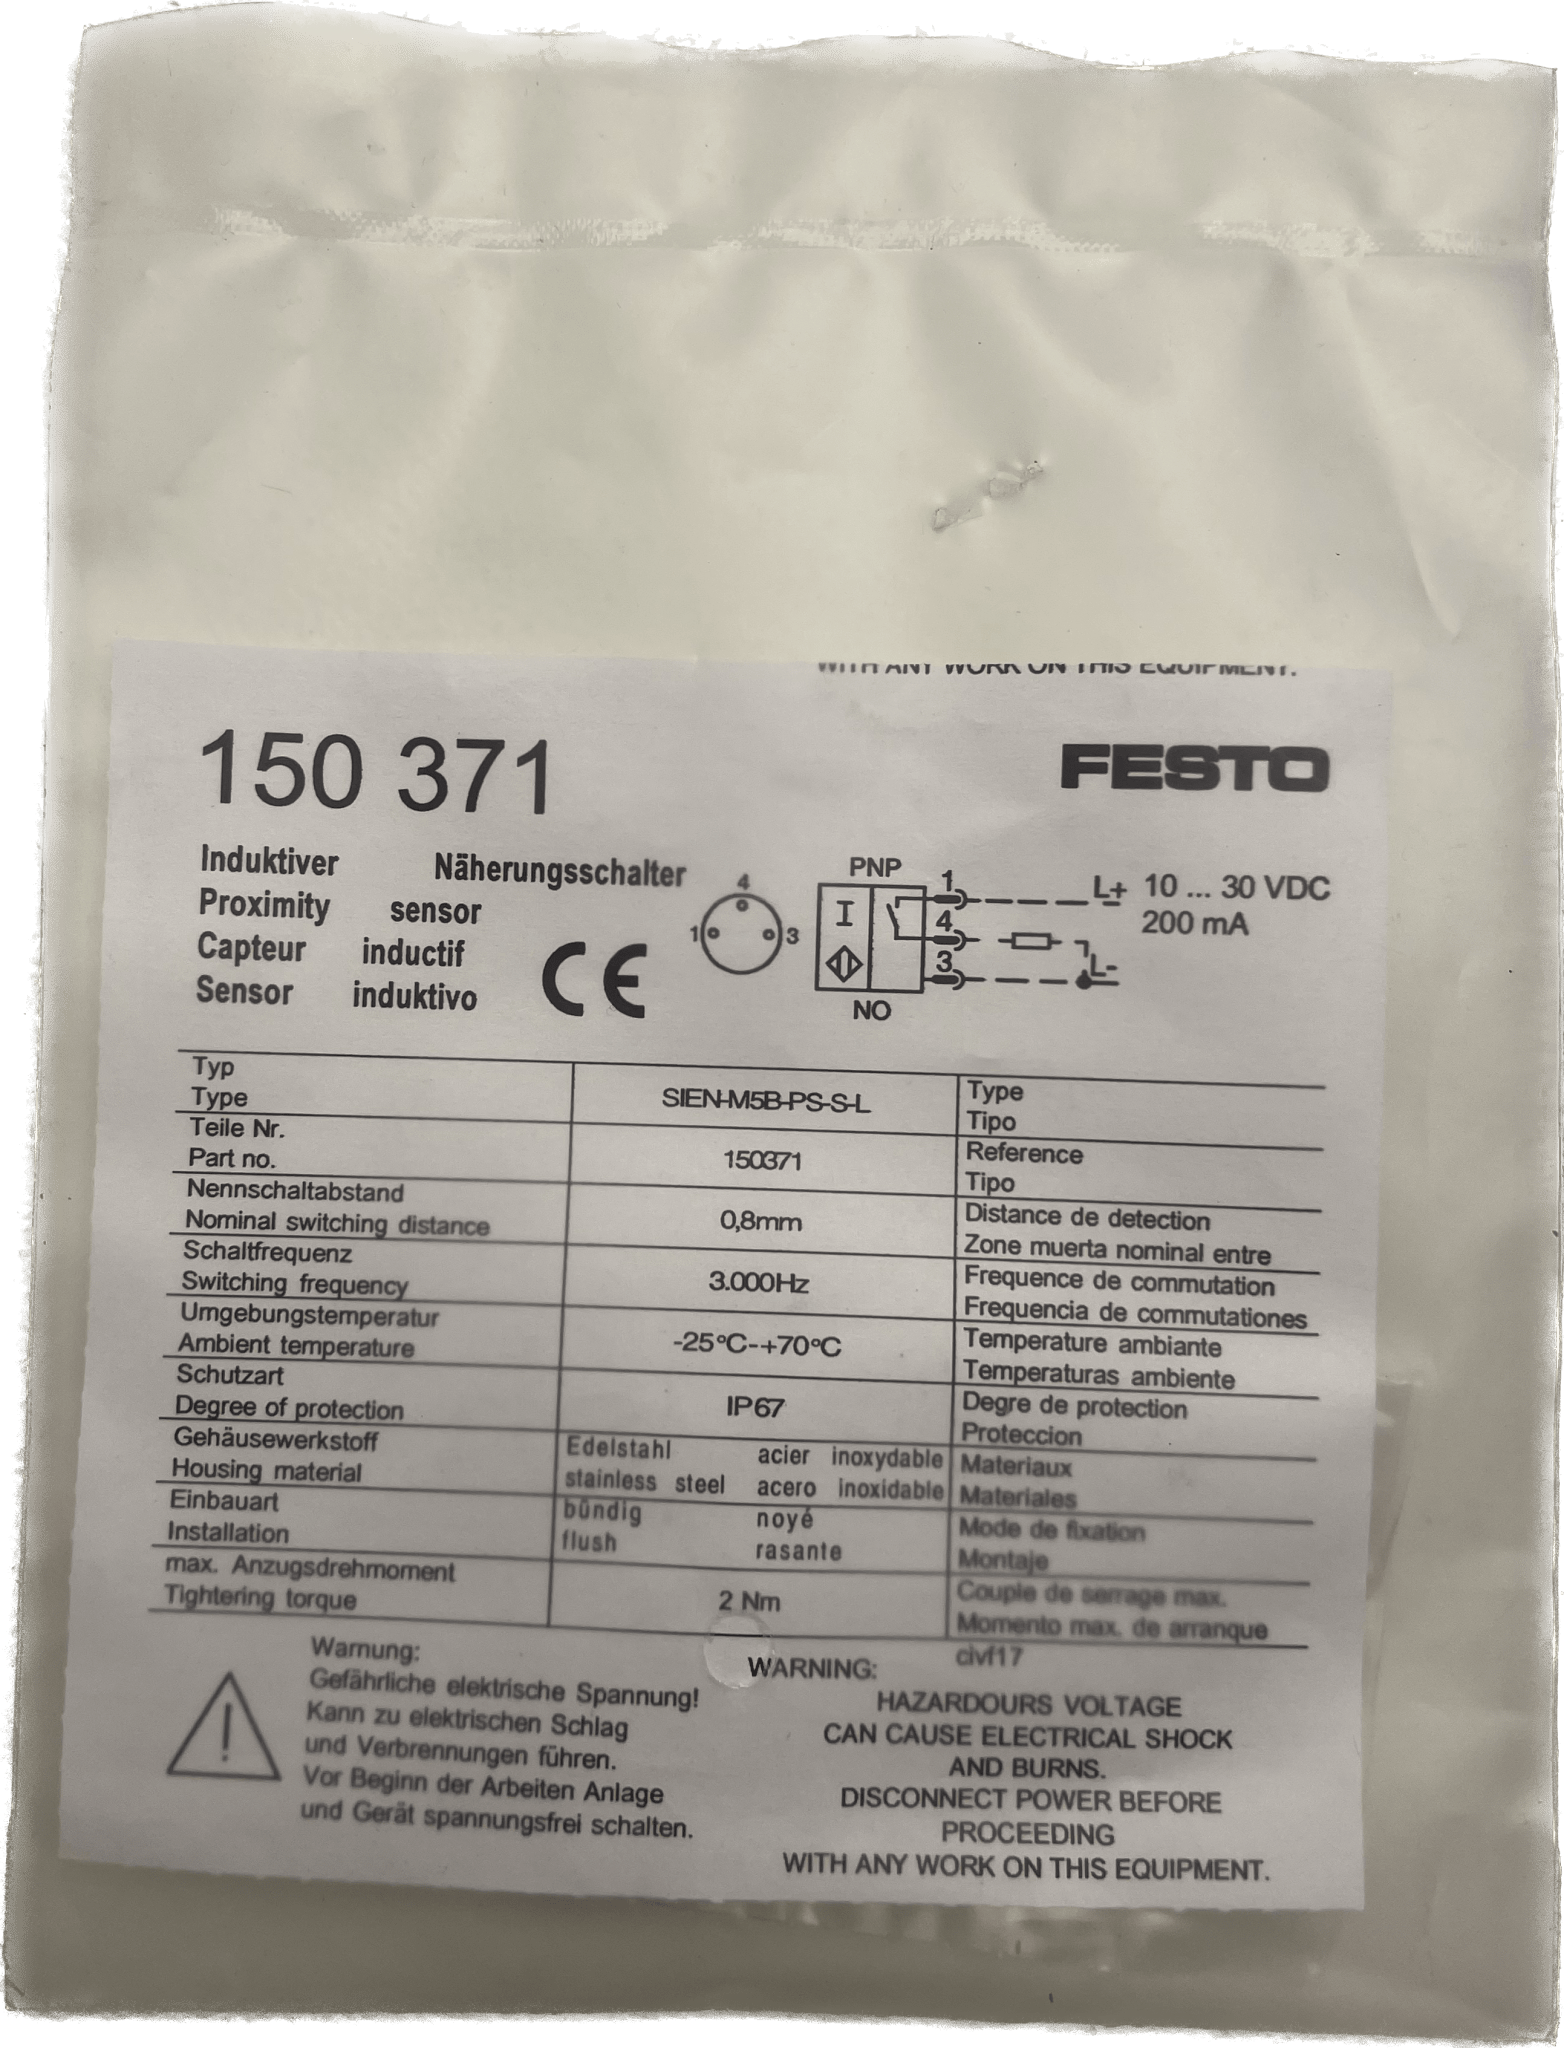 WITH ANY WORK ON THIS EQUIPMENT.
150 371
FESTO
Induktiver Näherungsschalter
Proximity sensor
Capteur inductif
Sensor induktivo
CE
4
1 3
PNP
I
NO
1
4
3
L+ 10 ... 30 VDC
200 mA
L-
Typ
Type
SIEN-M5B-PS-S-L
Type
Tipo
Teile Nr.
Part no.
150371
Reference
Tipo
Nennschaltabstand
Nominal switching distance
0,8mm
Distance de detection
Zone muerta nominal entre
Schaltfrequenz
Switching frequency
3.000Hz
Frequence de commutation
Frequencia de commutationes
Umgebungstemperatur
Ambient temperature
-25°C-+70°C
Temperature ambiante
Temperaturas ambiente
Schutzart
Degree of protection
IP67
Degre de protection
Proteccion
Gehäusewerkstoff
Housing material
Edelstahl acier inoxydable
stainless steel acero inoxidable
Materiaux
Materiales
Einbauart
Installation
bündig noyé
flush rasante
Mode de fixation
Montaje
max. Anzugsdrehmoment
Tightering torque
2 Nm
Couple de serrage max.
Momento max. de arranque
civf17
Warnung:
Gefährliche elektrische Spannung!
Kann zu elektrischen Schlag
und Verbrennungen führen.
Vor Beginn der Arbeiten Anlage
und Gerät spannungsfrei schalten.
WARNING:
HAZARDOURS VOLTAGE
CAN CAUSE ELECTRICAL SHOCK
AND BURNS.
DISCONNECT POWER BEFORE
PROCEEDING
WITH ANY WORK ON THIS EQUIPMENT.